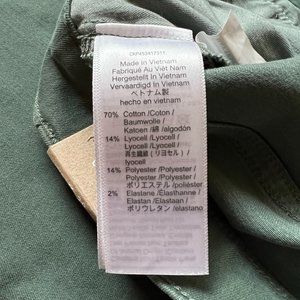 Made in Vietnam
Fabriqué Au Viêt Nam
Hergestellt in Vietnam
Vervaardigd In Vietnam
ベトナム製
hecho en vietnam
70% Cotton /Coton /
Baumwolle /
Katoen /綿 /algodón
14% Lyocell /Lyocell /
Lyocell /Lyocell /
再生繊維(リヨセル)
/lyocell
14% Polyester /Polyester /
Polyester /Polyester /
ポリエステル /poliéster
2% Elastane /Élasthanne /
Elastan /Elastaan /
ポリウレタン /elastano